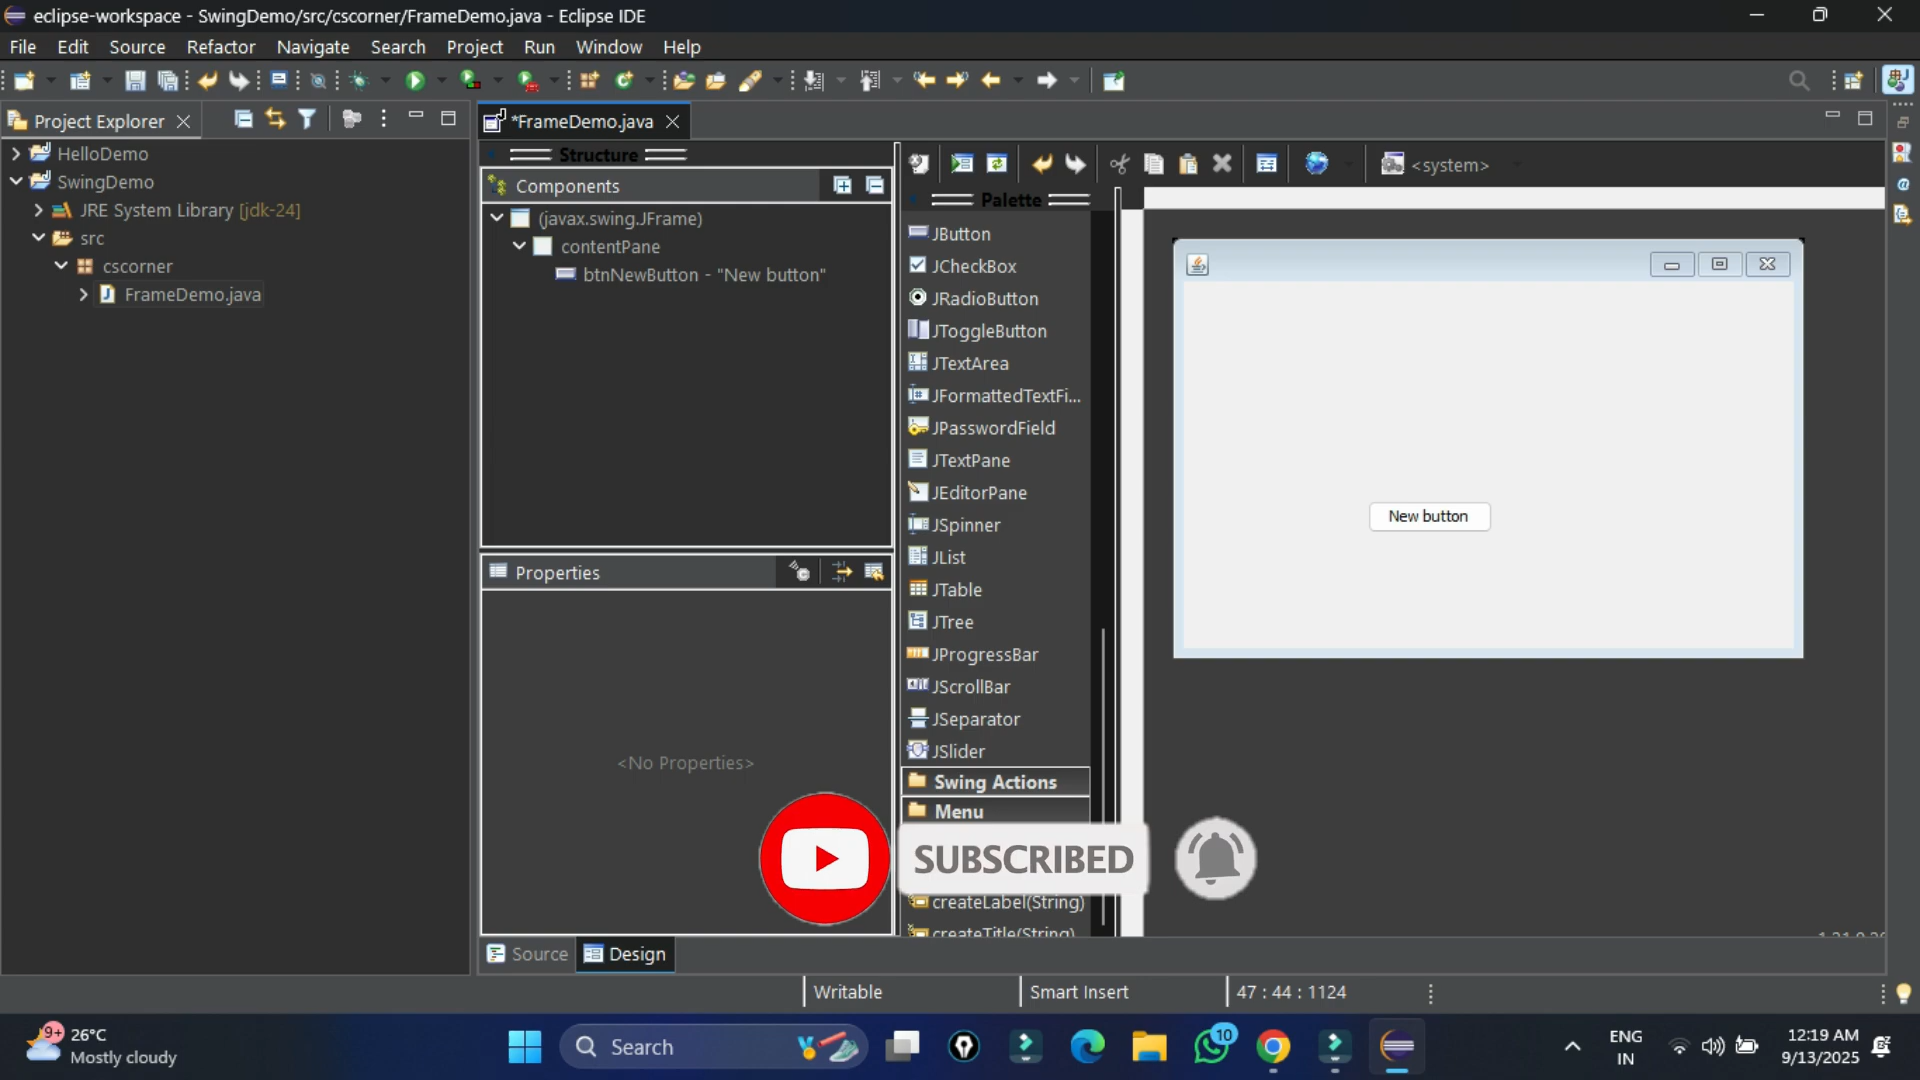 eclipse-workspace - SwingDemo/src/cscorner/FrameDemo.java - Eclipse IDE
File Edit Source Refactor Navigate Search Project Run Window Help
Project Explorer
HelloDemo
SwingDemo
JRE System Library [jdk-24]
src
cscorner
FrameDemo.java
*FrameDemo.java
Structure
Components
(javax.swing.JFrame)
contentPane
btnNewButton - "New button"
Properties
<No Properties>
<system>
Palette
JButton
JCheckBox
JRadioButton
JToggleButton
JTextArea
JFormattedTextFi...
JPasswordField
JTextPane
JEditorPane
JSpinner
JList
JTable
JTree
JProgressBar
JScrollBar
JSeparator
JSlider
Swing Actions
Menu
createLabel(String)
createTitle(String)
New button
SUBSCRIBED
Source Design
Writable Smart Insert 47 : 44 : 1124
9+
26°C
Mostly cloudy
Search
10
ENG
IN
12:19 AM
9/13/2025